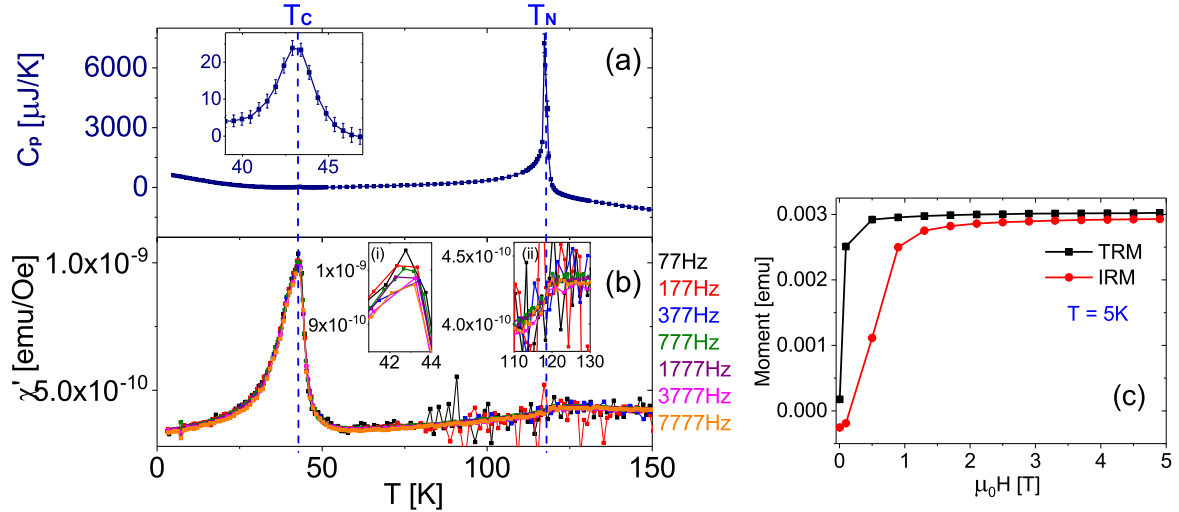 T_C T_N
(a)
C_p [μJ/K]
6000
3000
0
20
10
0
40 45
(b)
χ' [emu/Oe]
1.0x10⁻⁹
5.0x10⁻¹⁰
(i)
1x10⁻⁹
9x10⁻¹⁰
42 44
(ii)
4.5x10⁻¹⁰
4.0x10⁻¹⁰
110 120 130
77Hz
177Hz
377Hz
777Hz
1777Hz
3777Hz
7777Hz
0 50 100 150
T [K]
Moment [emu]
0.003
0.002
0.001
0.000
TRM
IRM
T = 5K
(c)
0 1 2 3 4 5
μ₀H [T]